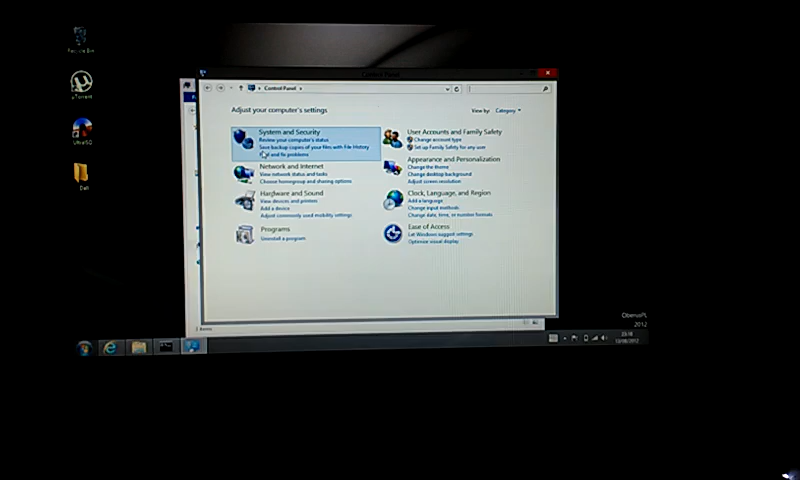 Recycle Bin
µTorrent
UltraISO
Control Panel
Control Panel
Adjust your computer's settings
View by: Category
System and Security
Review your computer's status
Save backup copies of your files with File History
and fix problems
Network and Internet
View network status and tasks
Choose homegroup and sharing options
Hardware and Sound
View devices and printers
Add a device
Adjust commonly used mobility settings
Programs
Uninstall a program
User Accounts and Family Safety
Change account type
Set up Family Safety for any user
Appearance and Personalization
Change the theme
Change desktop background
Adjust screen resolution
Clock, Language, and Region
Add a language
Change input methods
Change date, time, or number formats
Ease of Access
Let Windows suggest settings
Optimize visual display
2012